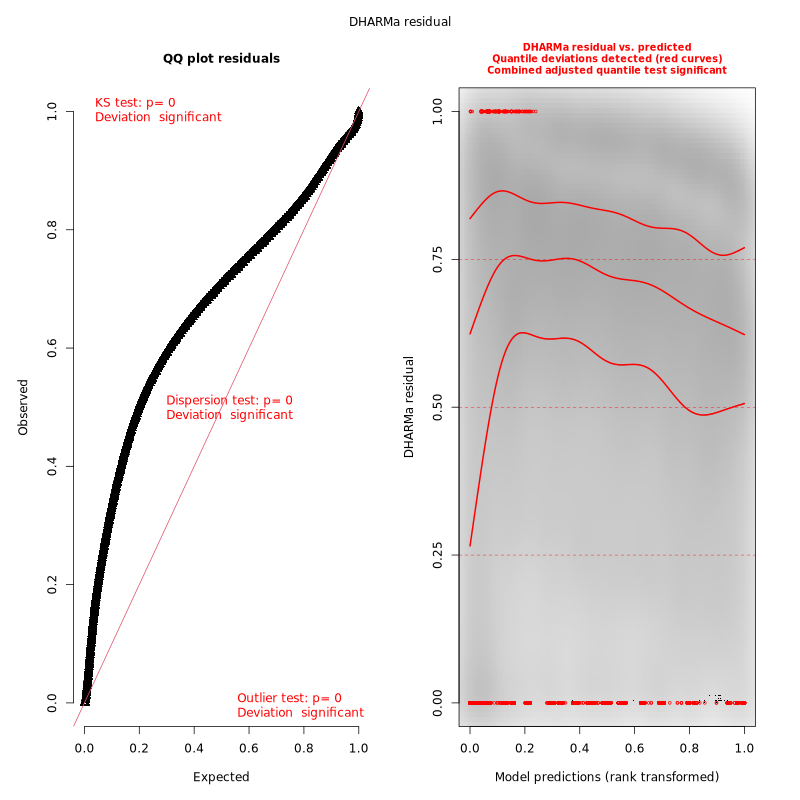 DHARMa residual
QQ plot residuals
KS test: p= 0
Deviation  significant
Dispersion test: p= 0
Deviation  significant
Outlier test: p= 0
Deviation  significant
Observed
0.0 0.2 0.4 0.6 0.8 1.0
0.0 0.2 0.4 0.6 0.8 1.0
Expected
DHARMa residual vs. predicted
Quantile deviations detected (red curves)
Combined adjusted quantile test significant
DHARMa residual
0.00 0.25 0.50 0.75 1.00
0.0 0.2 0.4 0.6 0.8 1.0
Model predictions (rank transformed)